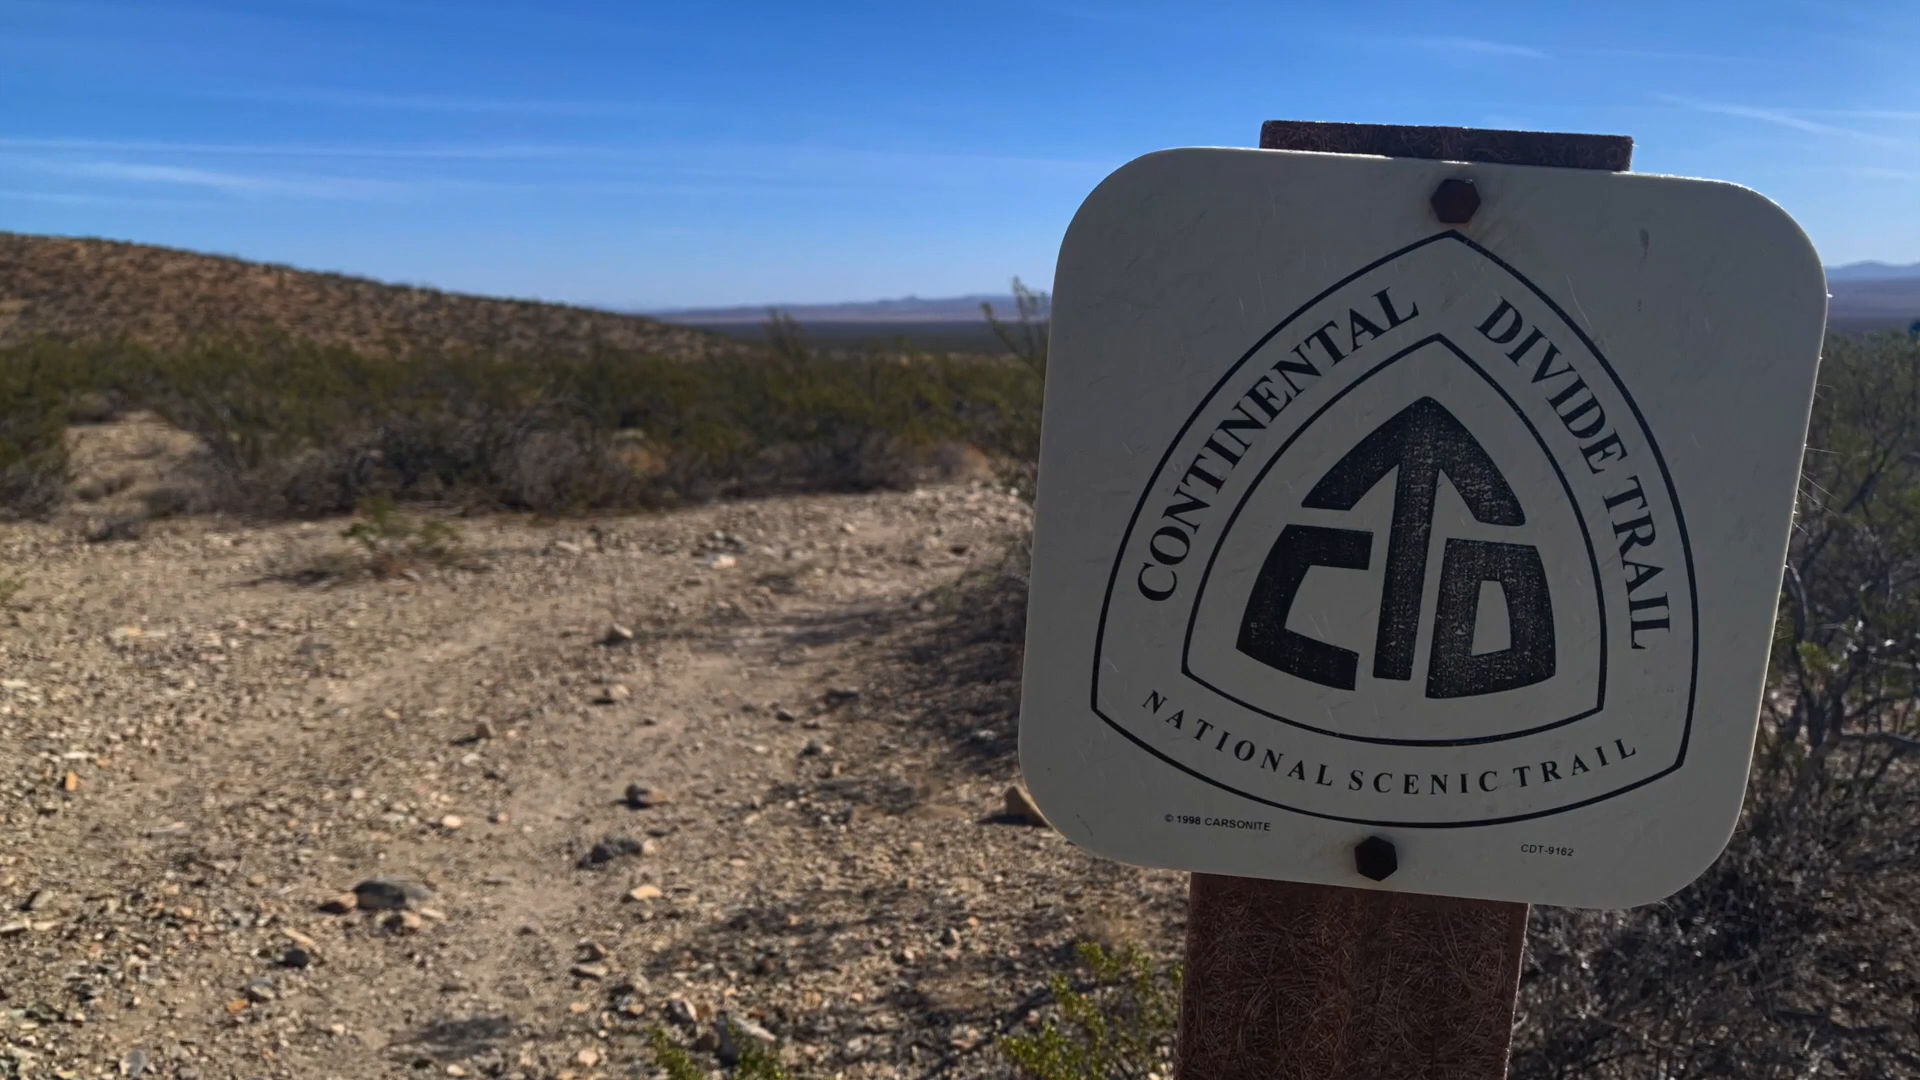 CONTINENTAL DIVIDE TRAIL
CTD
NATIONAL SCENIC TRAIL
© 1998 CARSONITE
CDT-9162